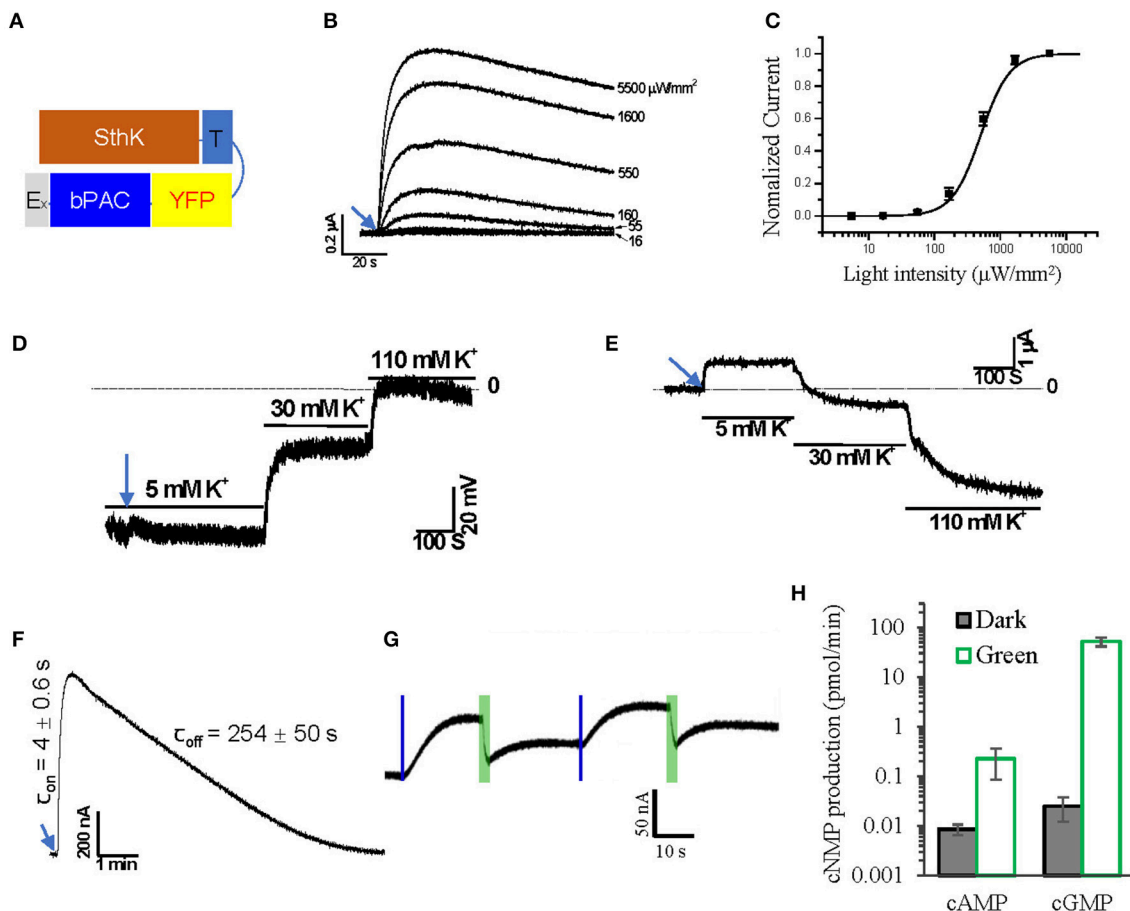 A
SthK
T
Ex
bPAC
YFP
B
5500 µW/mm²
1600
550
160
55
16
0.2 µA
20 s
C
Nomalized Current
1.0
0.8
0.6
0.4
0.2
0.0
10
100
1000
10000
Light intensity (µW/mm²)
D
110 mM K⁺
0
30 mM K⁺
5 mM K⁺
20 mV
100 S
E
1 µA
100 S
0
5 mM K⁺
30 mM K⁺
110 mM K⁺
F
τon = 4 ± 0.6 s
τoff = 254 ± 50 s
200 nA
1 min
G
50 nA
10 s
H
cNMP production (pmol/min)
100
10
1
0.1
0.01
0.001
Dark
Green
cAMP
cGMP